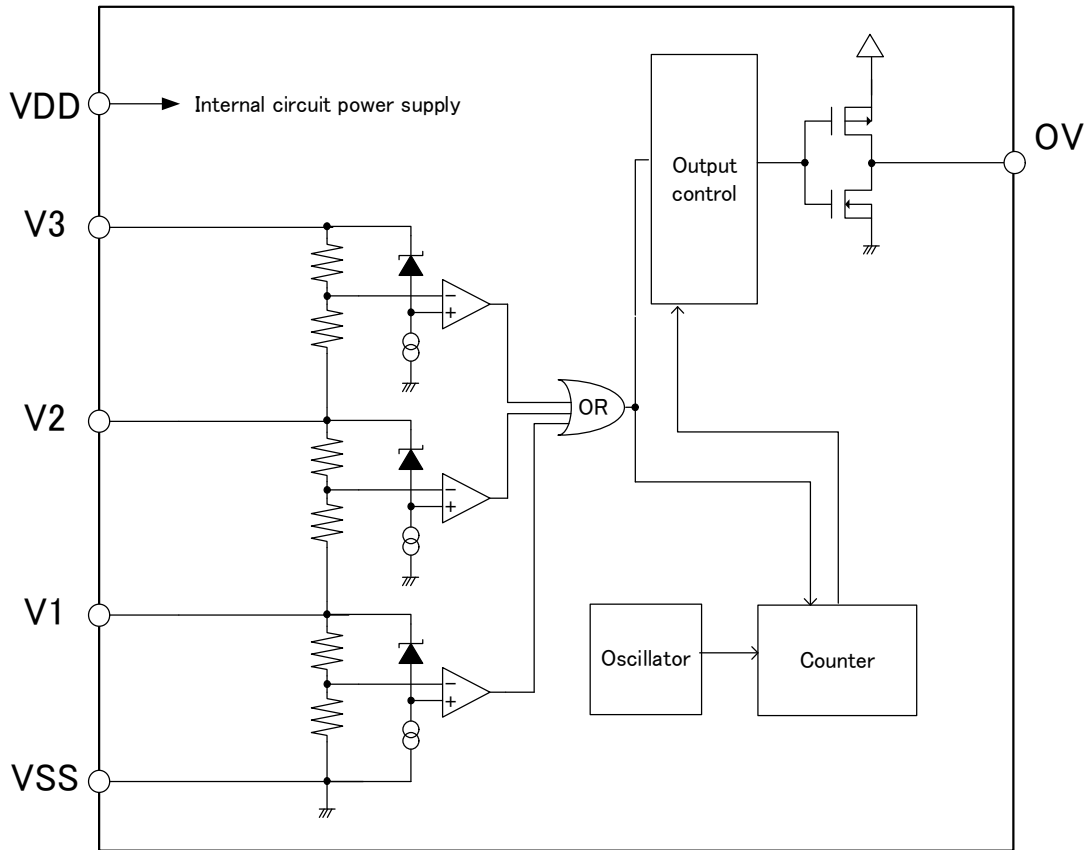 VDD
Internal circuit power supply
OV
Output
control
V3
−
+
OR
V2
−
+
V1
Oscillator
Counter
−
+
VSS